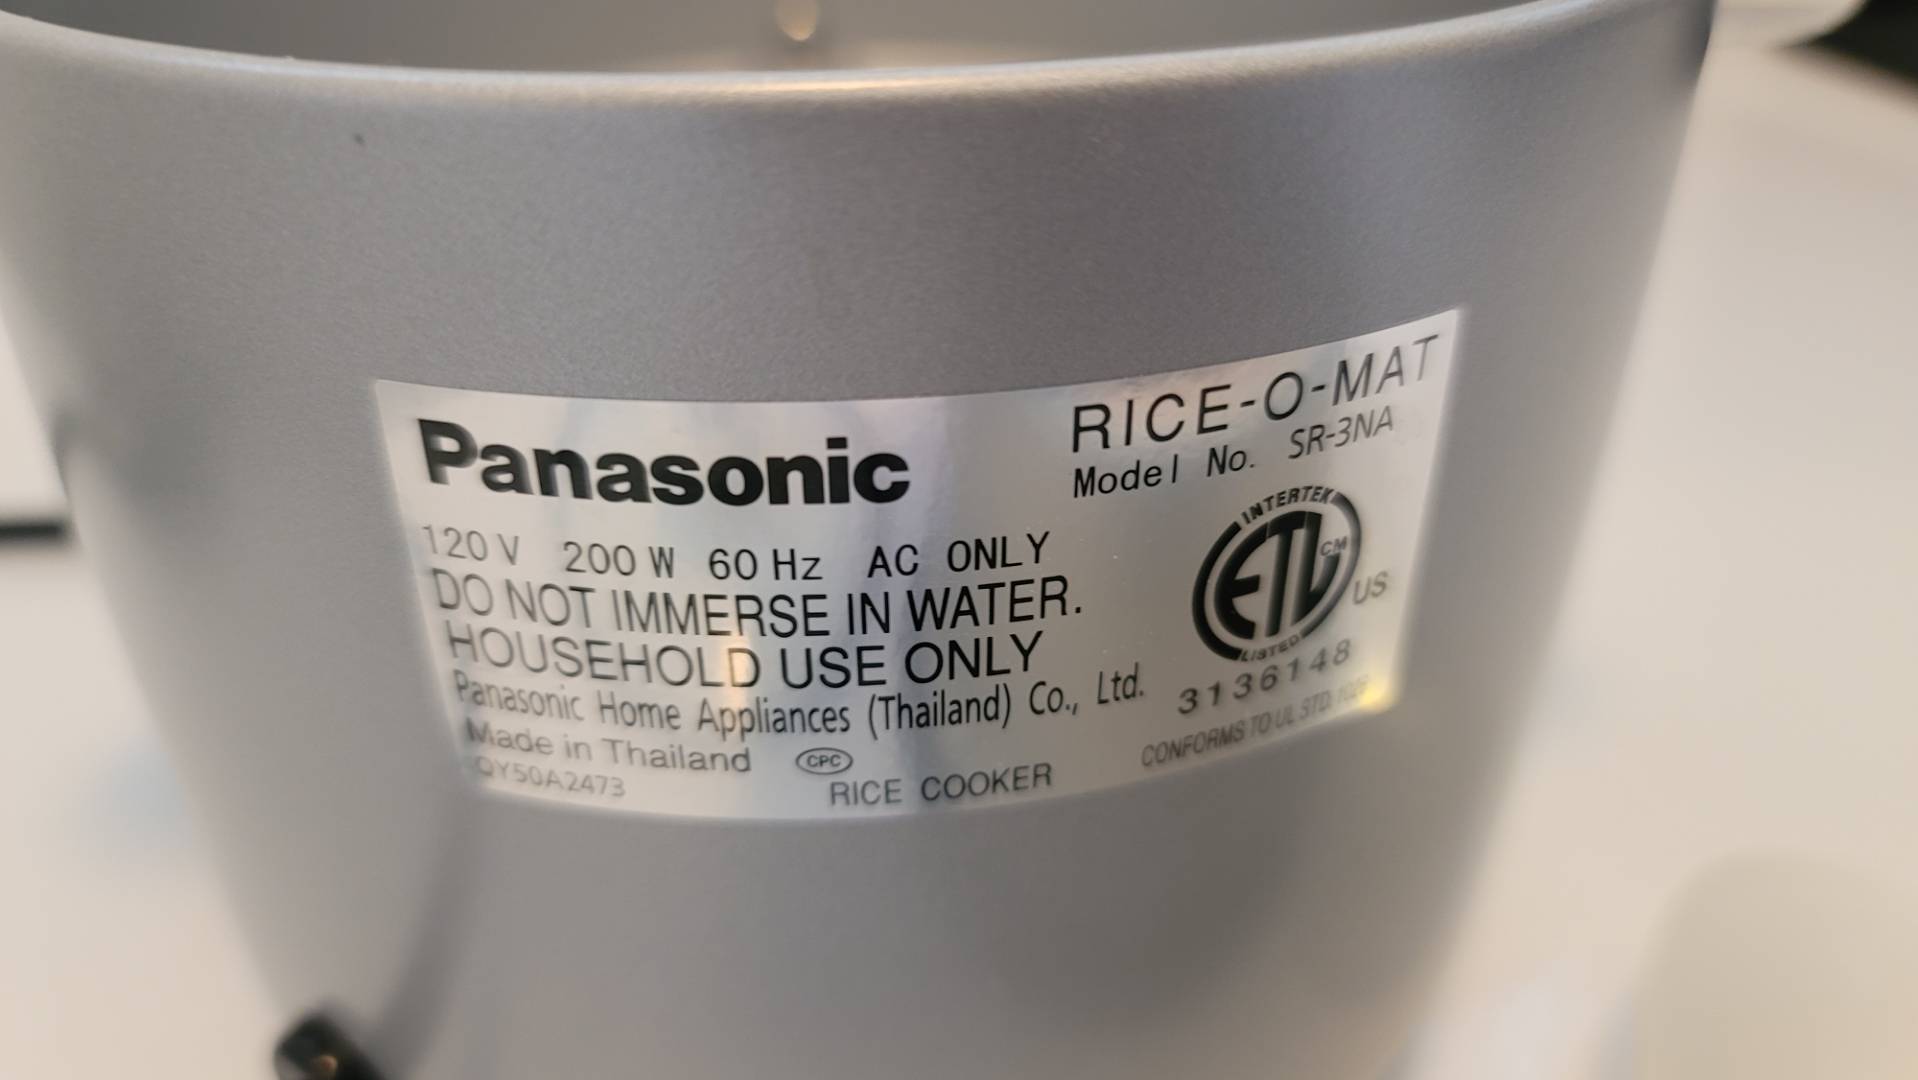 Panasonic
RICE-O-MAT
Model No. SR-3NA
120 V 200 W 60 Hz AC ONLY
DO NOT IMMERSE IN WATER.
HOUSEHOLD USE ONLY
Panasonic Home Appliances (Thailand) Co., Ltd.
Made in Thailand
CPC
QY50A2473
RICE COOKER
INTERTEK
ETL CM
US
LISTED
3136148
CONFORMS TO UL STD.